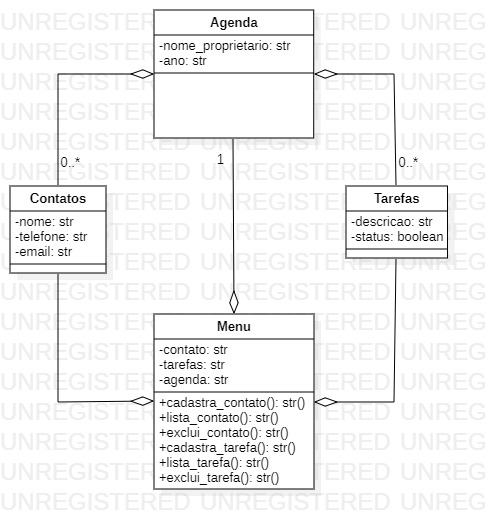 Agenda
-nome_proprietario: str
-ano: str
0..*
1
0..*
Contatos
-nome: str
-telefone: str
-email: str
Tarefas
-descricao: str
-status: boolean
Menu
-contato: str
-tarefas: str
-agenda: str
+cadastra_contato(): str()
+lista_contato(): str()
+exclui_contato(): str()
+cadastra_tarefa(): str()
+lista_tarefa(): str()
+exclui_tarefa(): str()
UNREGISTERED